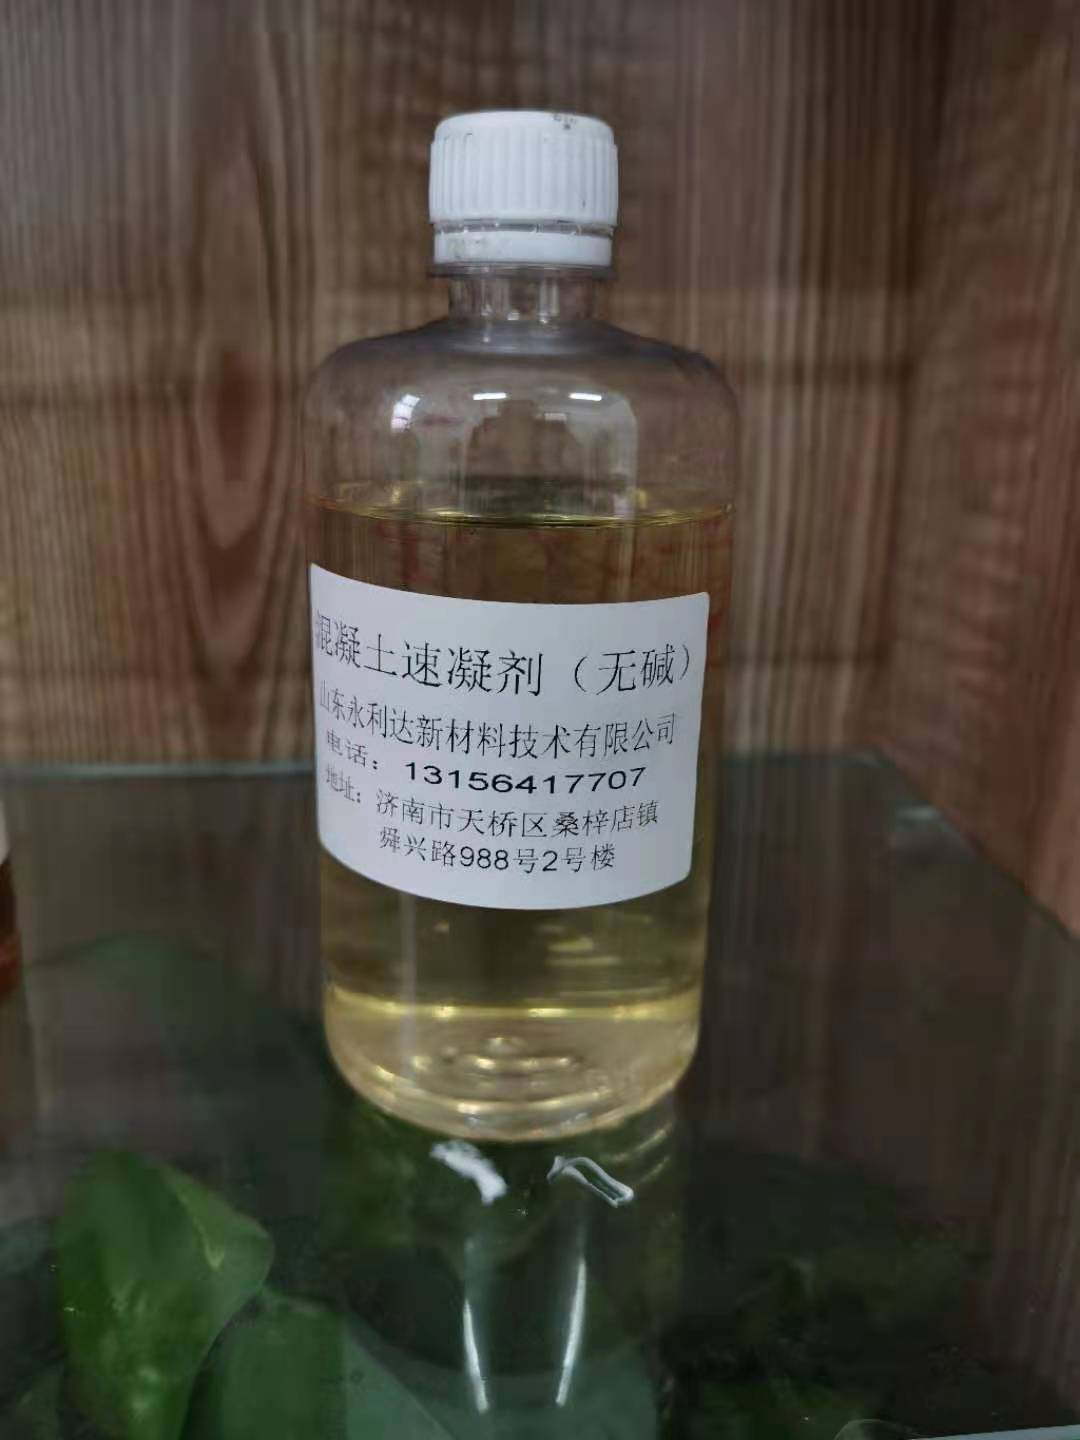 混凝土速凝剂（无碱）
山东永利达新材料技术有限公司
电话：13156417707
地址：济南市天桥区桑梓店镇
舜兴路988号2号楼